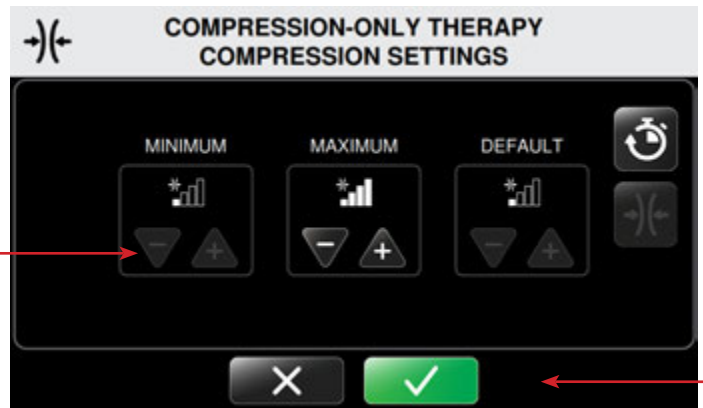 COMPRESSION-ONLY THERAPY
COMPRESSION SETTINGS
MINIMUM MAXIMUM DEFAULT